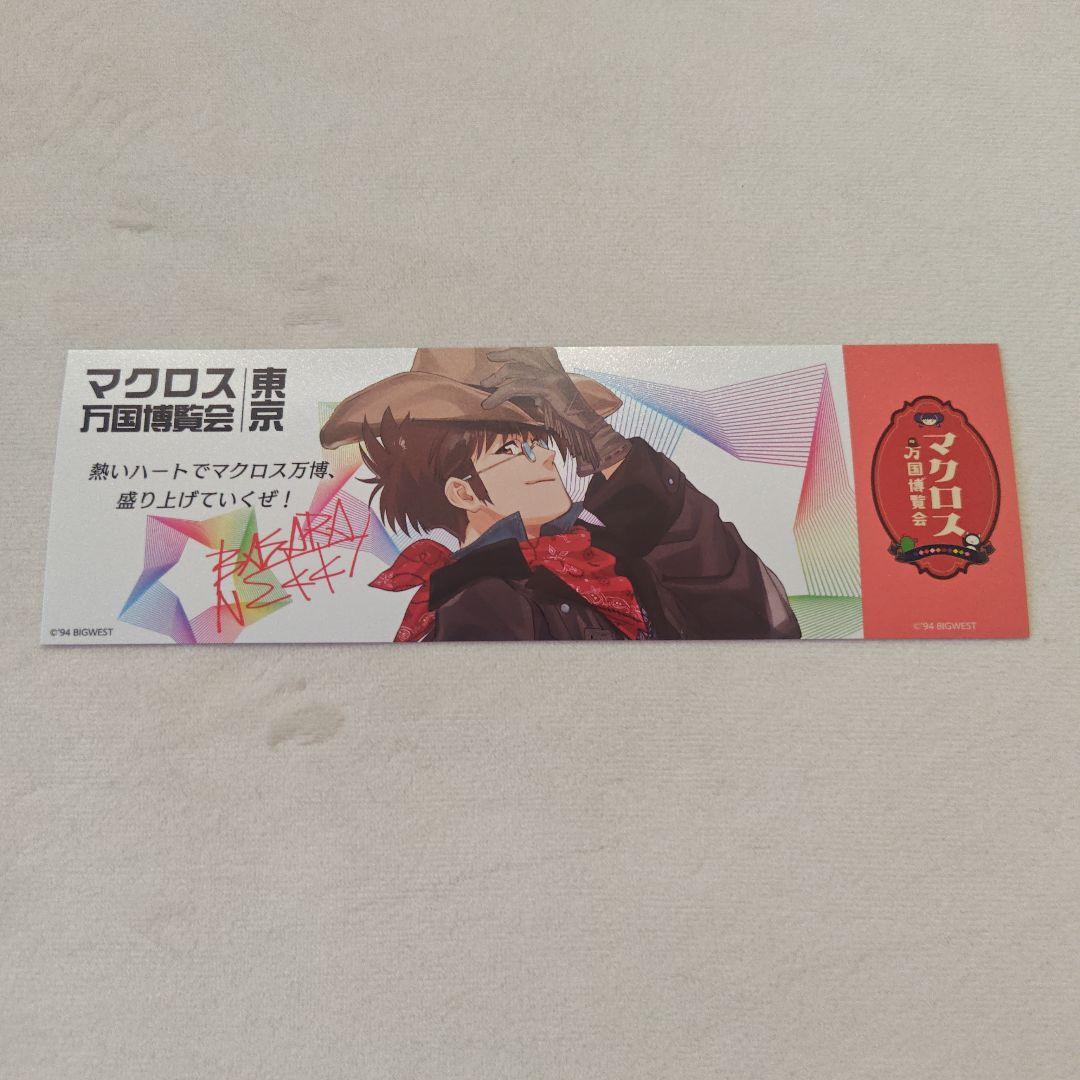 マクロス
万国博覧会
東京
熱いハートでマクロス万博、
盛り上げていくぜ！
BASARA
NEKKI
©'94 BIGWEST
マクロス
万国博覧会
©'94 BIGWEST